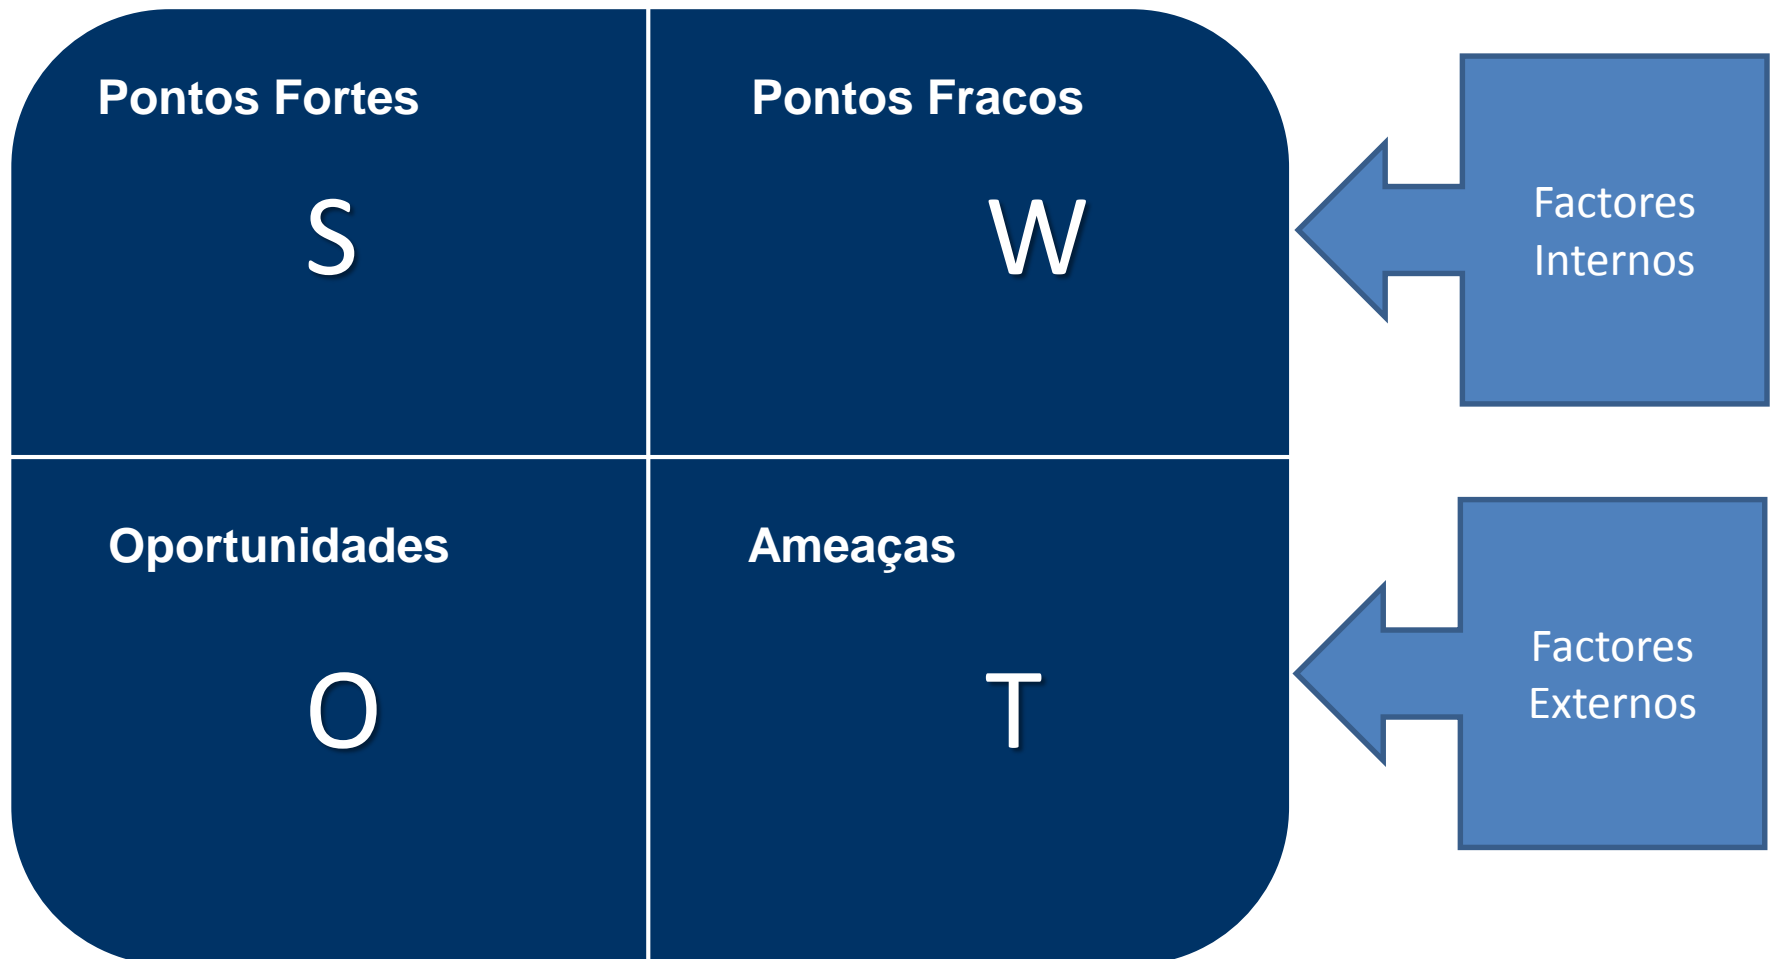 Pontos Fortes
S
Pontos Fracos
W
Factores
Internos
Oportunidades
O
Ameaças
T
Factores
Externos